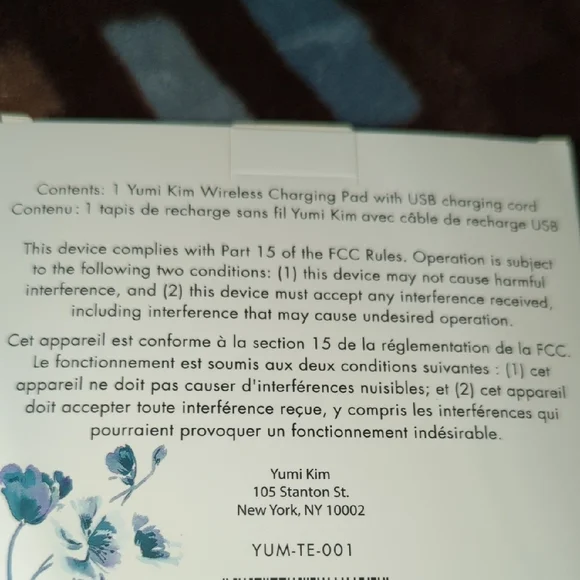 Contents: 1 Yumi Kim Wireless Charging Pad with USB charging cord
Contenu: 1 tapis de recharge sans fil Yumi Kim avec câble de recharge USB
This device complies with Part 15 of the FCC Rules. Operation is subject
to the following two conditions: (1) this device may not cause harmful
interference, and (2) this device must accept any interference received,
including interference that may cause undesired operation.
Cet appareil est conforme à la section 15 de la réglementation de la FCC.
Le fonctionnement est soumis aux deux conditions suivantes : (1) cet
appareil ne doit pas causer d'interférences nuisibles; et (2) cet appareil
doit accepter toute interférence reçue, y compris les interférences qui
pourraient provoquer un fonctionnement indésirable.
Yumi Kim
105 Stanton St.
New York, NY 10002
YUM-TE-001